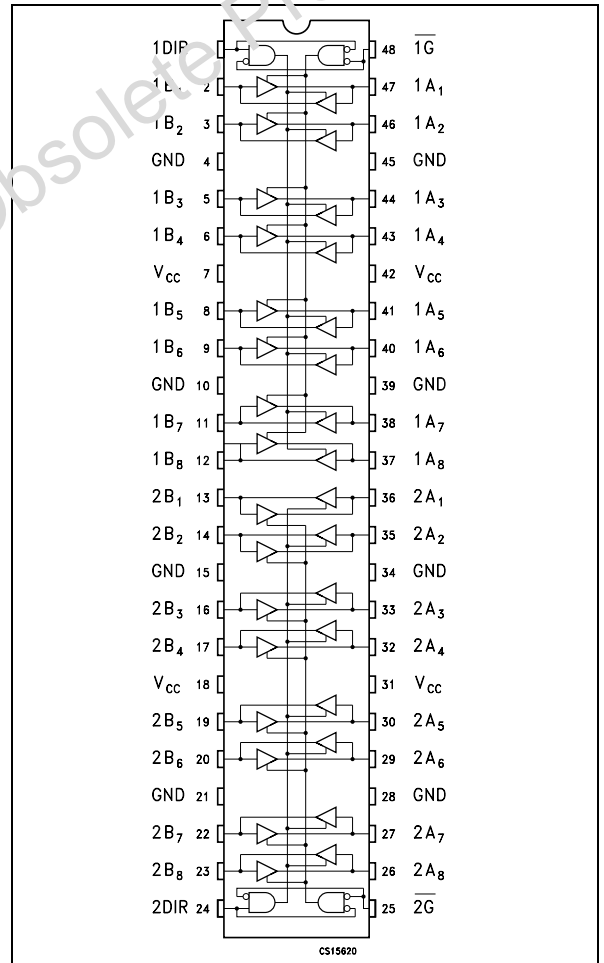 Obsolete Pr
1DIR 48 1G
1B 2 47 1A1
1B2 3 46 1A2
GND 4 45 GND
1B3 5 44 1A3
1B4 6 43 1A4
VCC 7 42 VCC
1B5 8 41 1A5
1B6 9 40 1A6
GND 10 39 GND
1B7 11 38 1A7
1B8 12 37 1A8
2B1 13 36 2A1
2B2 14 35 2A2
GND 15 34 GND
2B3 16 33 2A3
2B4 17 32 2A4
VCC 18 31 VCC
2B5 19 30 2A5
2B6 20 29 2A6
GND 21 28 GND
2B7 22 27 2A7
2B8 23 26 2A8
2DIR 24 25 2G
CS15620